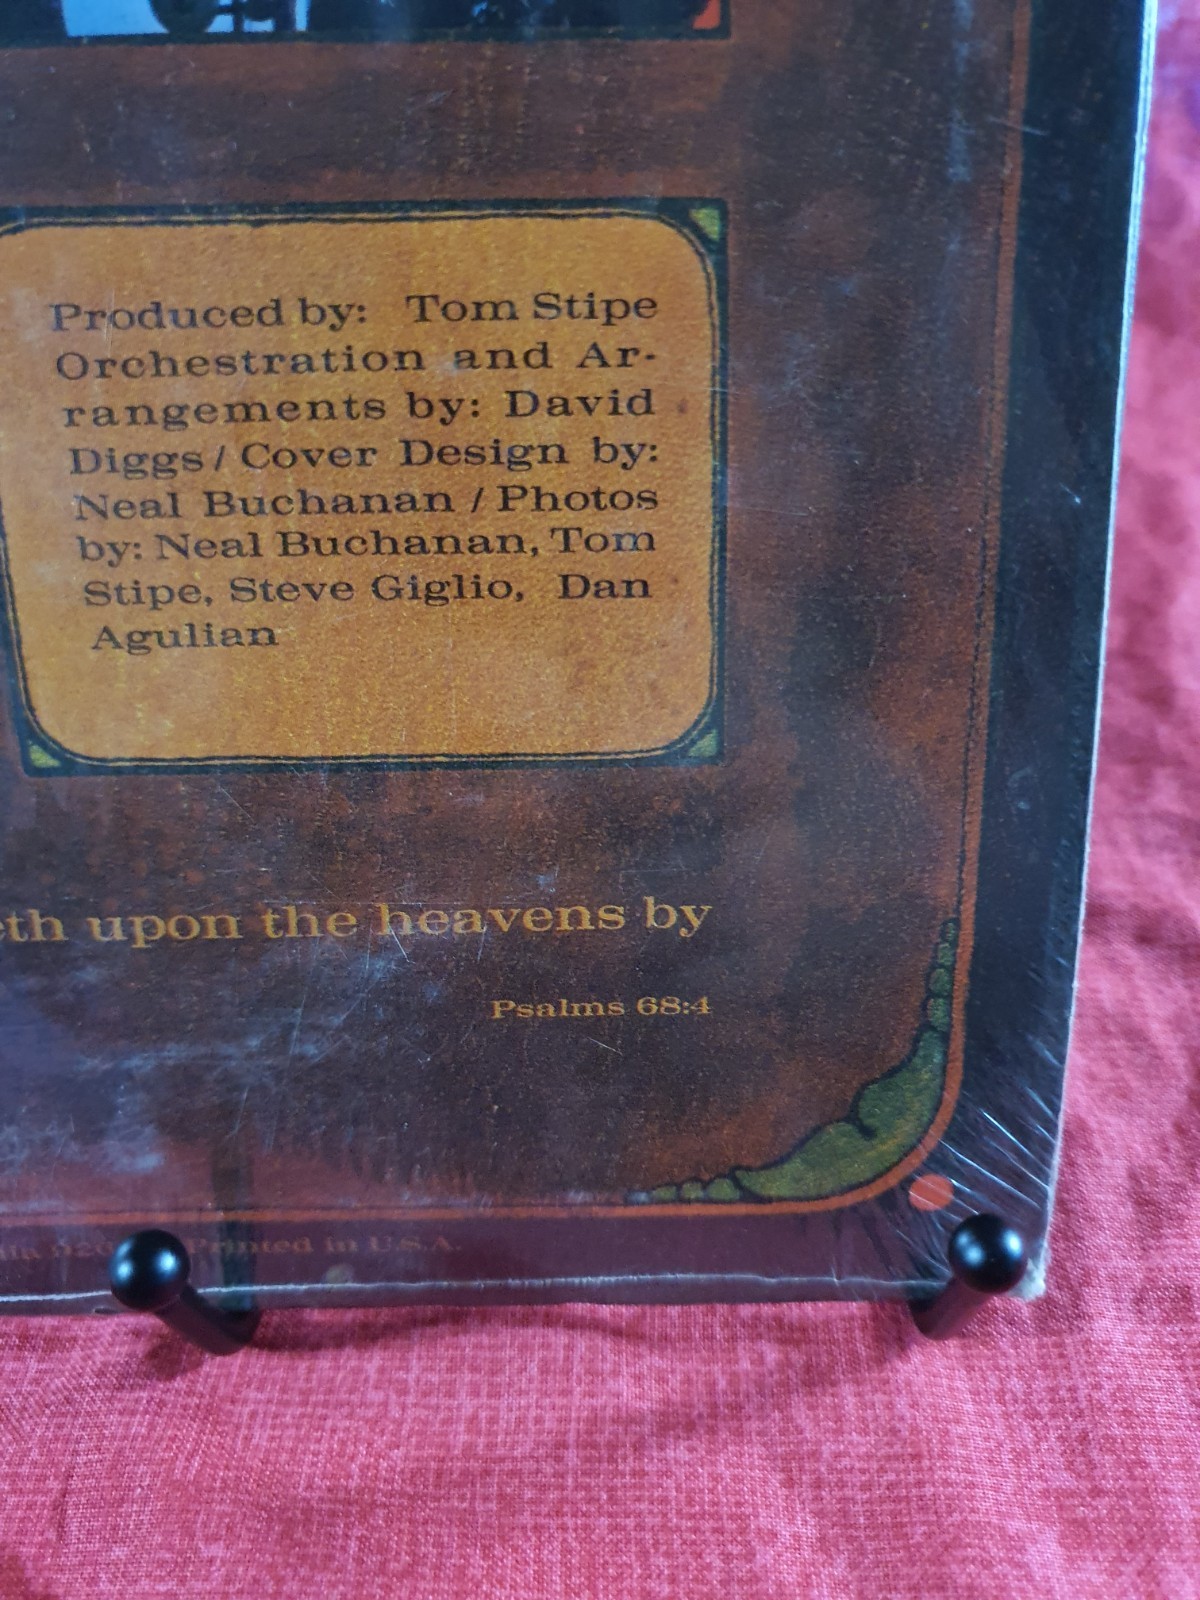 Produced by: Tom Stipe
Orchestration and Ar-
rangements by: David
Diggs / Cover Design by:
Neal Buchanan / Photos
by: Neal Buchanan, Tom
Stipe, Steve Giglio, Dan
Agulian
eth upon the heavens by
Psalms 68:4
Printed in U.S.A.